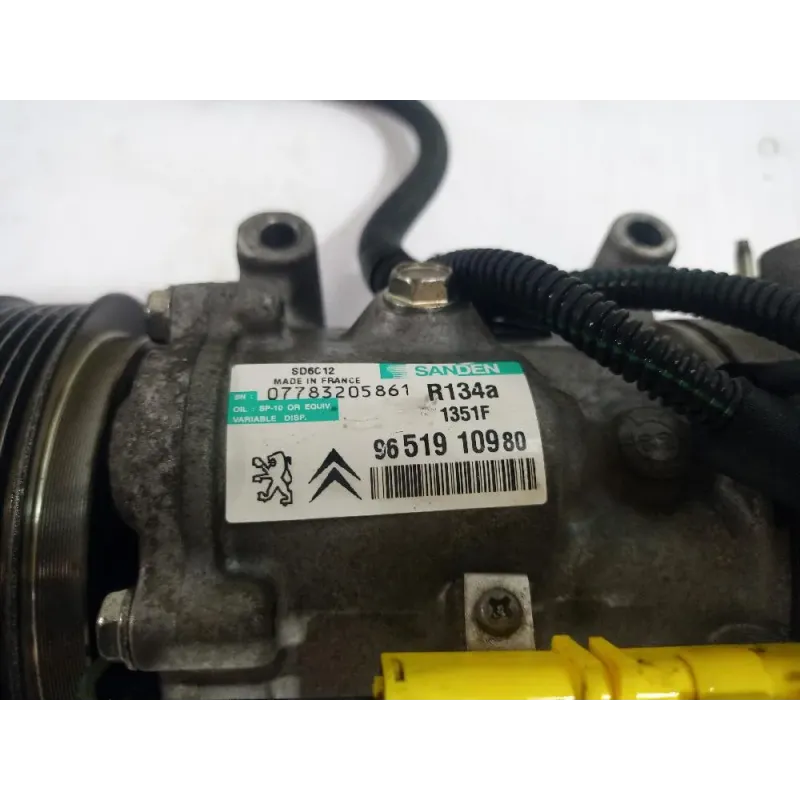 SD6C12
SANDEN
MADE IN FRANCE
SN: 07783205861
R134a
OIL : SP-10 OR EQUIV.
VARIABLE DISP.
1351F
96 519 109 80